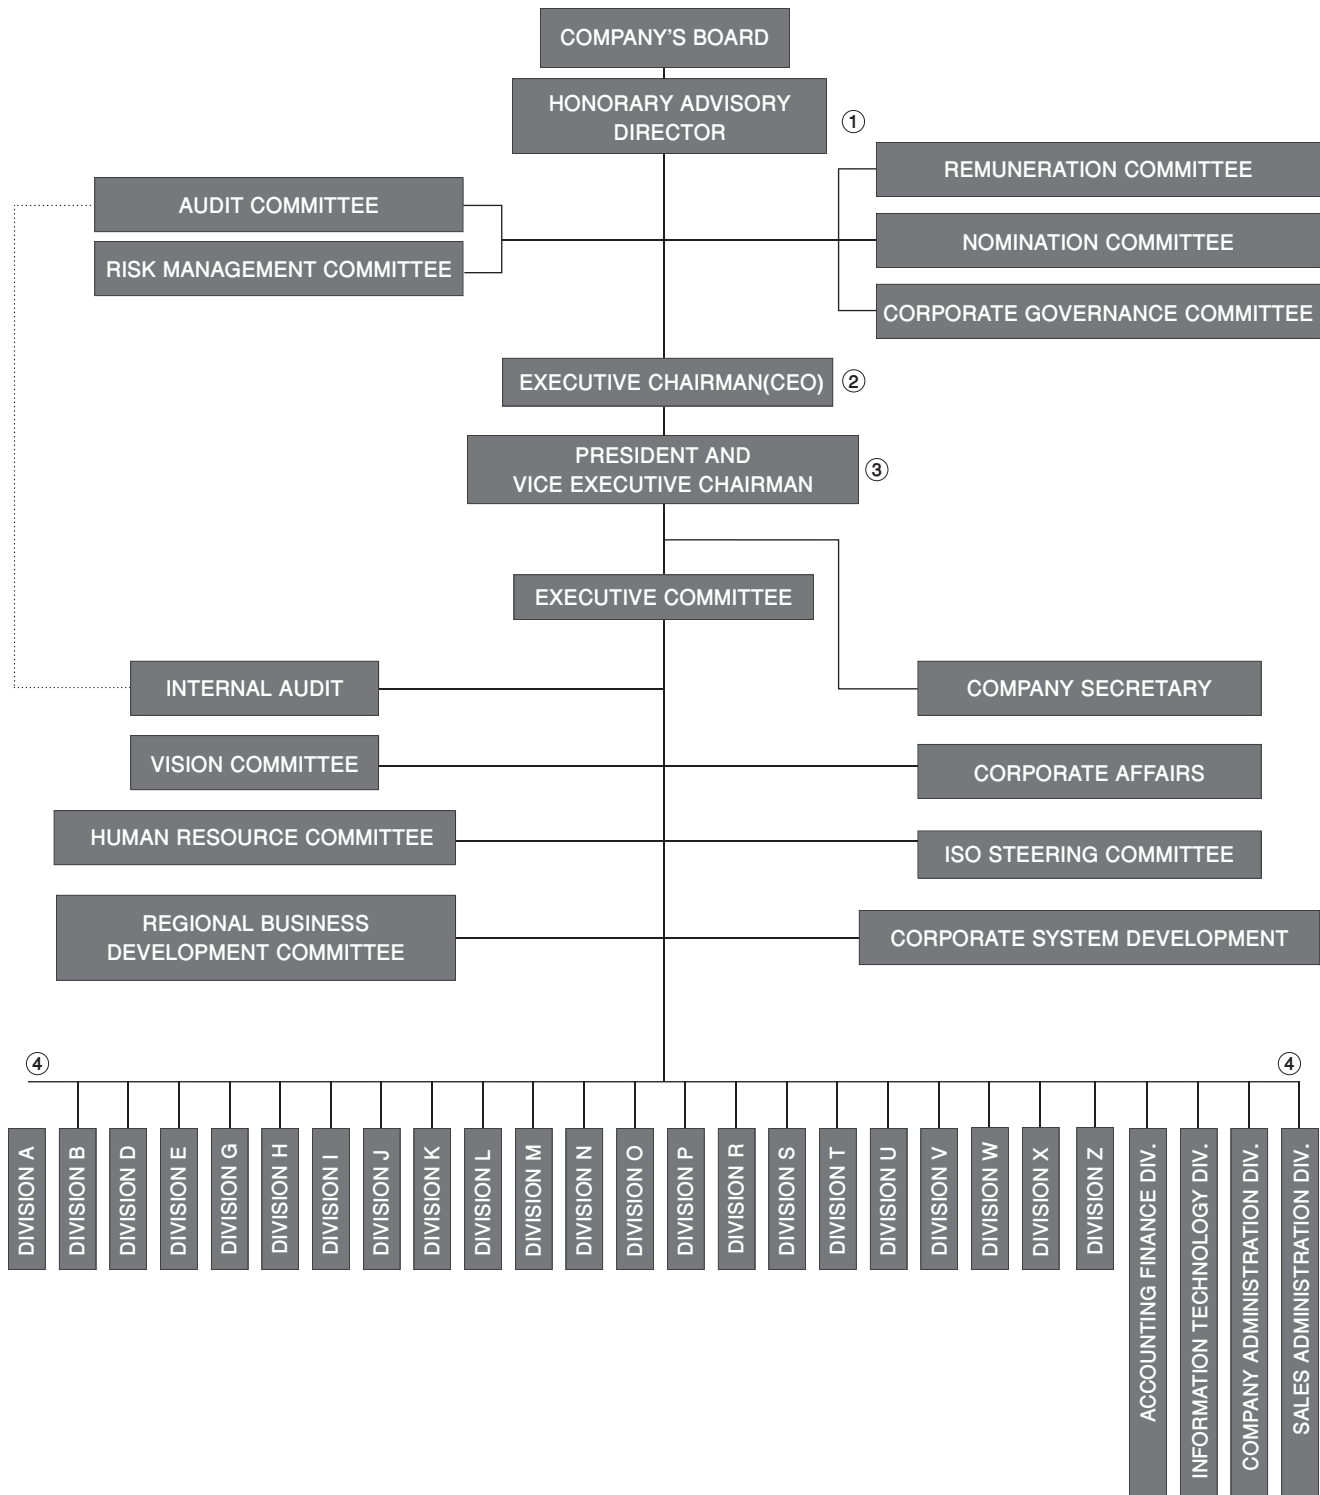 COMPANY'S BOARD
HONORARY ADVISORY
DIRECTOR
①
REMUNERATION COMMITTEE
AUDIT COMMITTEE
NOMINATION COMMITTEE
RISK MANAGEMENT COMMITTEE
CORPORATE GOVERNANCE COMMITTEE
EXECUTIVE CHAIRMAN(CEO)
②
PRESIDENT AND
VICE EXECUTIVE CHAIRMAN
③
EXECUTIVE COMMITTEE
INTERNAL AUDIT
COMPANY SECRETARY
VISION COMMITTEE
CORPORATE AFFAIRS
HUMAN RESOURCE COMMITTEE
ISO STEERING COMMITTEE
REGIONAL BUSINESS
DEVELOPMENT COMMITTEE
CORPORATE SYSTEM DEVELOPMENT
④
④
DIVISION A
DIVISION B
DIVISION D
DIVISION E
DIVISION G
DIVISION H
DIVISION I
DIVISION J
DIVISION K
DIVISION L
DIVISION M
DIVISION N
DIVISION O
DIVISION P
DIVISION R
DIVISION S
DIVISION T
DIVISION U
DIVISION V
DIVISION W
DIVISION X
DIVISION Z
ACCOUNTING FINANCE DIV.
INFORMATION TECHNOLOGY DIV.
COMPANY ADMINISTRATION DIV.
SALES ADMINISTRATION DIV.